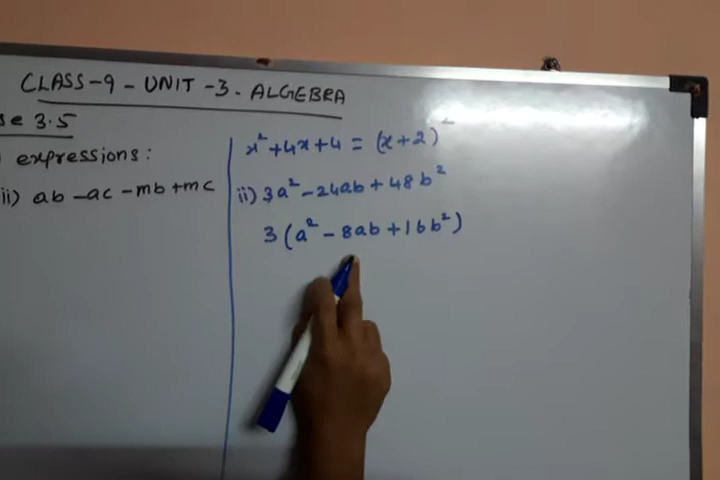 CLASS-9 - UNIT -3. ALGEBRA
3.5
expressions:
ii) ab -ac -mb +mc
x² +4x+4 = (x+2)²
ii) 3a² -24ab + 48b²
3(a² - 8ab +16b²)